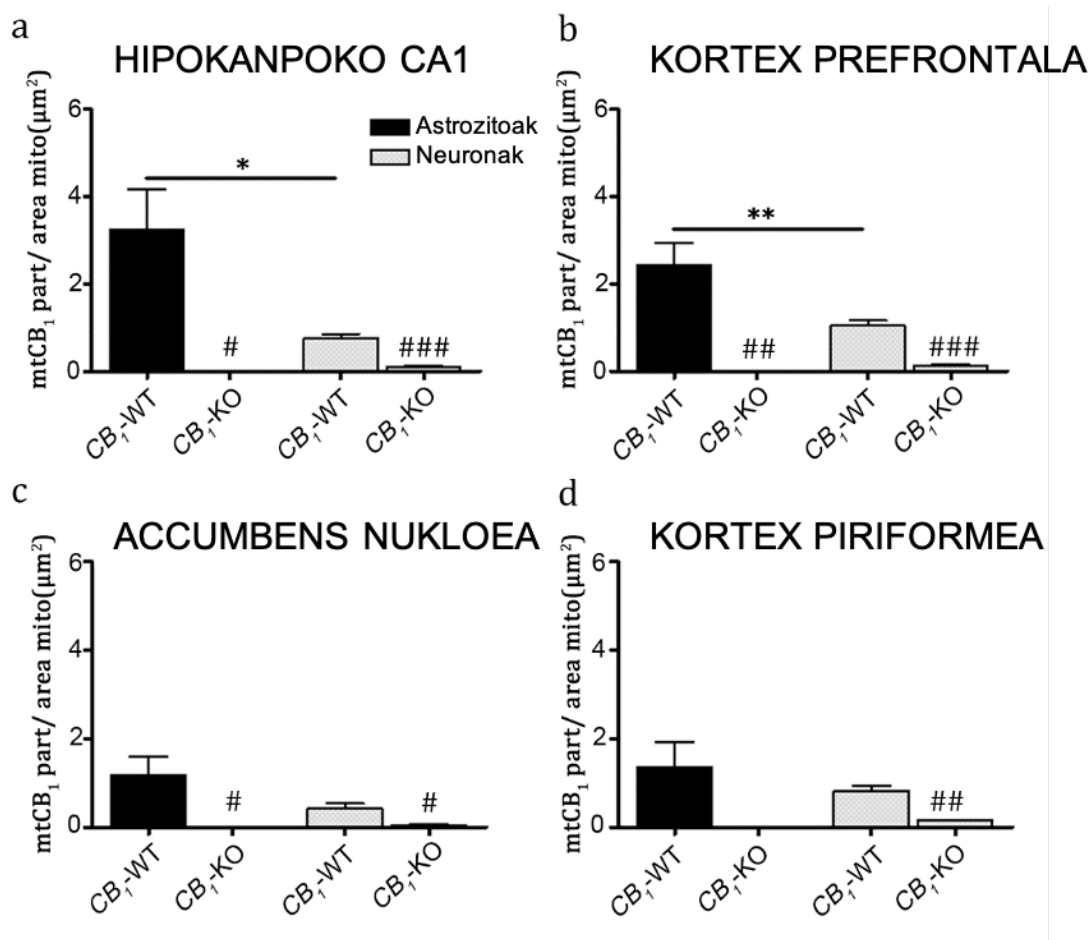 a
HIPOKANPOKO CA1
mtCB₁ part/ area mito(µm²)
6
4
2
0
Astrozitoak
Neuronak
*
#
###
CB₁-WT
CB₁-KO
CB₁-WT
CB₁-KO
b
KORTEX PREFRONTALA
mtCB₁ part/ area mito(µm²)
6
4
2
0
**
##
###
CB₁-WT
CB₁-KO
CB₁-WT
CB₁-KO
c
ACCUMBENS NUKLOEA
mtCB₁ part/ area mito(µm²)
6
4
2
0
#
#
CB₁-WT
CB₁-KO
CB₁-WT
CB₁-KO
d
KORTEX PIRIFORMEA
mtCB₁ part/ area mito(µm²)
6
4
2
0
##
CB₁-WT
CB₁-KO
CB₁-WT
CB₁-KO